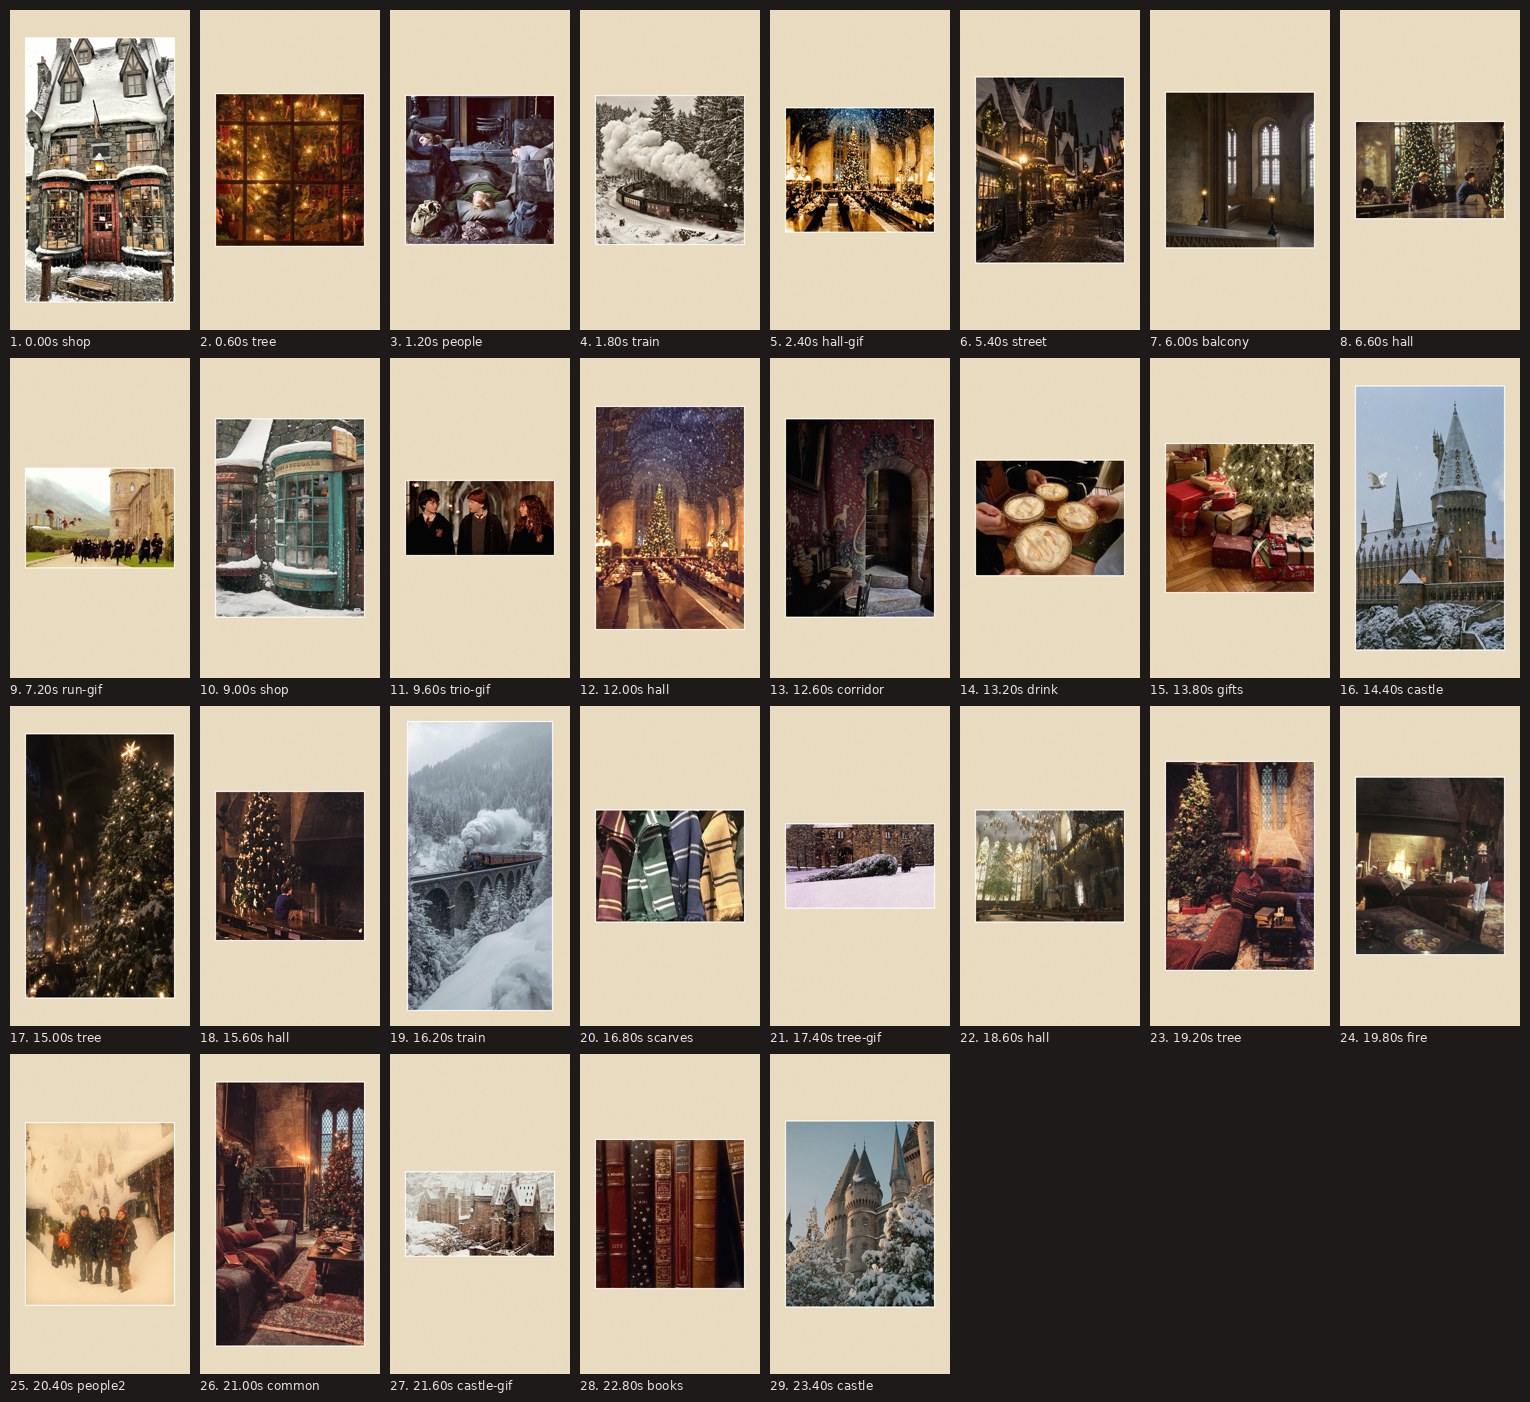 1. 0.00s shop
2. 0.60s tree
3. 1.20s people
4. 1.80s train
5. 2.40s hall-gif
6. 5.40s street
7. 6.00s balcony
8. 6.60s hall
9. 7.20s run-gif
10. 9.00s shop
11. 9.60s trio-gif
12. 12.00s hall
13. 12.60s corridor
14. 13.20s drink
15. 13.80s gifts
16. 14.40s castle
17. 15.00s tree
18. 15.60s hall
19. 16.20s train
20. 16.80s scarves
21. 17.40s tree-gif
22. 18.60s hall
23. 19.20s tree
24. 19.80s fire
25. 20.40s people2
26. 21.00s common
27. 21.60s castle-gif
28. 22.80s books
29. 23.40s castle